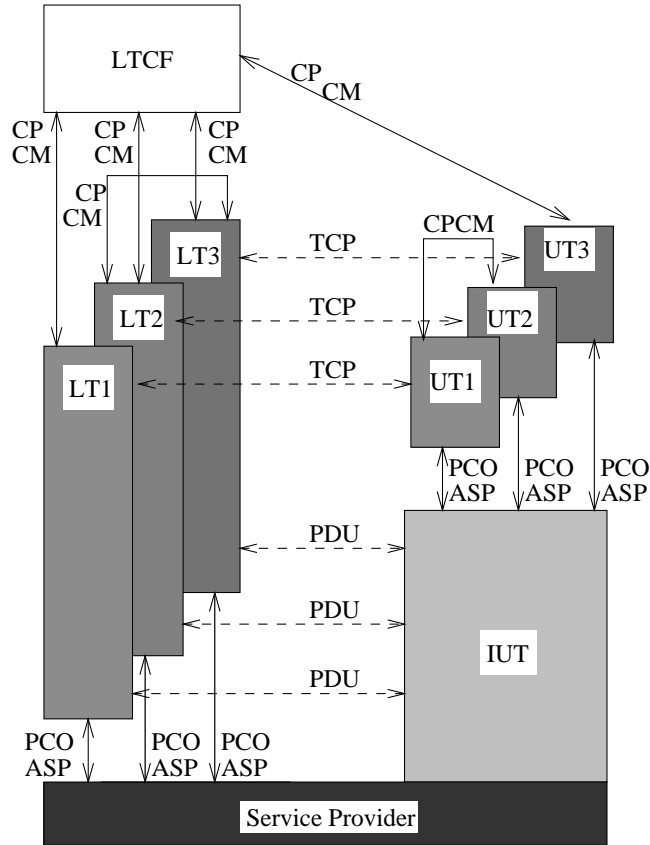 LTCF
CP
CM
CP
CM
CP
CM
CP
CM
CP
CM
LT3
TCP
CPCM
UT3
LT2
TCP
UT2
LT1
TCP
UT1
PCO
ASP
PCO
ASP
PCO
ASP
PDU
PDU
IUT
PDU
PCO
ASP
PCO
ASP
PCO
ASP
Service Provider